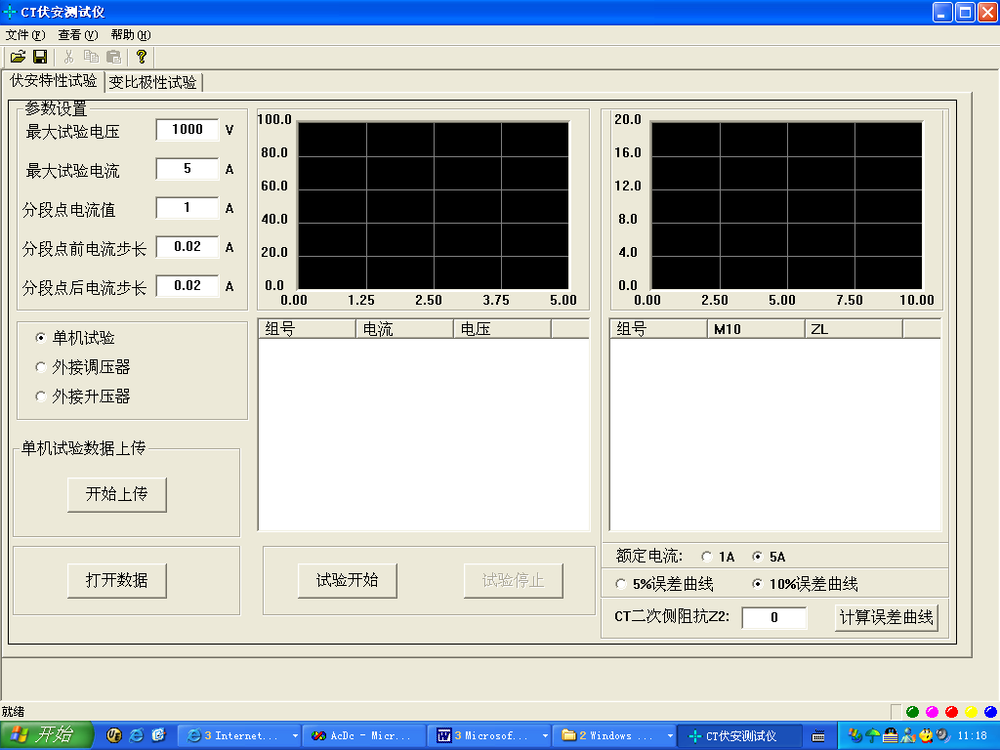 CT伏安测试仪
文件(F) 查看(V) 帮助(H)
伏安特性试验 变比极性试验
参数设置
最大试验电压 1000 V
最大试验电流 5 A
分段点电流值 1 A
分段点前电流步长 0.02 A
分段点后电流步长 0.02 A
单机试验
外接调压器
外接升压器
单机试验数据上传
开始上传
打开数据
100.0
80.0
60.0
40.0
20.0
0.0
0.00 1.25 2.50 3.75 5.00
组号 电流 电压
试验开始 试验停止
20.0
16.0
12.0
8.0
4.0
0.0
0.00 2.50 5.00 7.50 10.00
组号 M10 ZL
额定电流: 1A 5A
5%误差曲线 10%误差曲线
CT二次侧阻抗Z2: 0 计算误差曲线
就绪
开始 3 Internet... AcDc - Micr... 3 Microsof... 2 Windows ... CT伏安测试仪 11:18